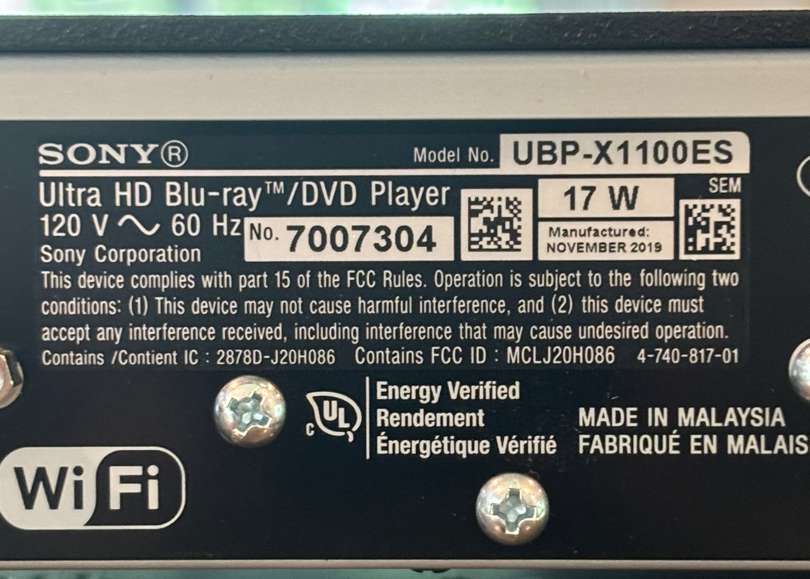 SONY® Model No. UBP-X1100ES
Ultra HD Blu-ray™/DVD Player
120 V ~ 60 Hz
No. 7007304
17 W
Manufactured:
NOVEMBER 2019
SEM
Sony Corporation
This device complies with part 15 of the FCC Rules. Operation is subject to the following two
conditions: (1) This device may not cause harmful interference, and (2) this device must
accept any interference received, including interference that may cause undesired operation.
Contains /Contient IC : 2878D-J20H086 Contains FCC ID : MCLJ20H086 4-740-817-01
c UL
Energy Verified
Rendement
Énergétique Vérifié
MADE IN MALAYSIA
FABRIQUÉ EN MALAIS
Wi Fi